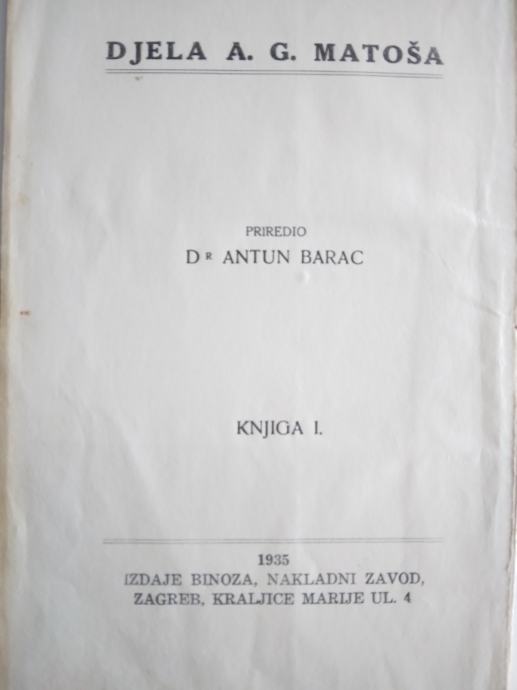 DJELA A. G. MATOŠA
PRIREDIO
DR ANTUN BARAC
KNJIGA I.
1935
IZDAJE BINOZA, NAKLADNI ZAVOD,
ZAGREB, KRALJICE MARIJE UL. 4